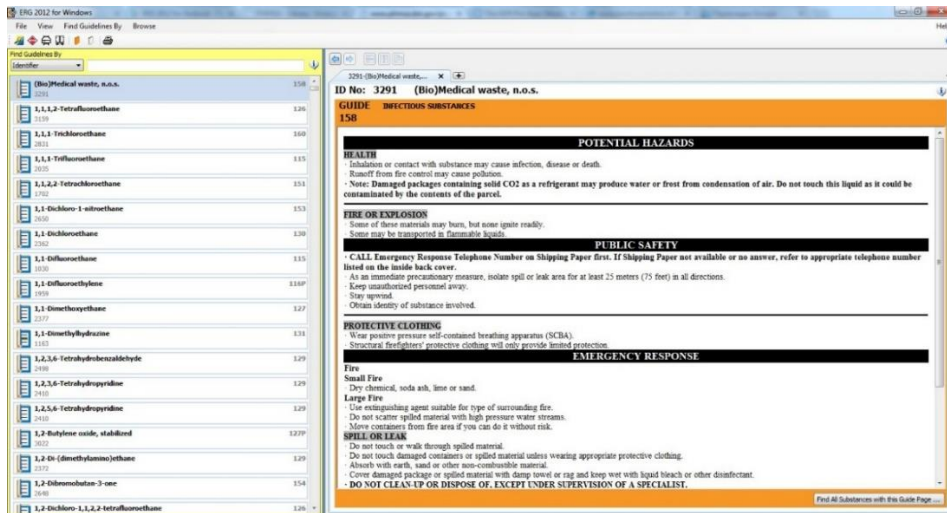 ERG 2012 for Windows
File View Find Guidelines By Browse
Hel
Find Guidelines By
Identifier
(Bio)Medical waste, n.o.s. 158
3291
1,1,1,2-Tetrafluoroethane 126
3159
1,1,1-Trichloroethane 160
2831
1,1,1-Trifluoroethane 115
2035
1,1,2,2-Tetrachloroethane 151
1702
1,1-Dichloro-1-nitroethane 153
2650
1,1-Dichloroethane 130
2362
1,1-Difluoroethane 115
1030
1,1-Difluoroethylene 116P
1959
1,1-Dimethoxyethane 127
2377
1,1-Dimethylhydrazine 131
1163
1,2,3,6-Tetrahydrobenzaldehyde 129
2498
1,2,3,6-Tetrahydropyridine 129
2410
1,2,5,6-Tetrahydropyridine 129
2410
1,2-Butylene oxide, stabilized 127P
3022
1,2-Di-(dimethylamino)ethane 129
2372
1,2-Dibromobutan-3-one 154
2648
1,2-Dichloro-1,1,2,2-tetrafluoroethane 126
3291-(Bio)Medical waste,... X
ID No: 3291 (Bio)Medical waste, n.o.s.
GUIDE INFECTIOUS SUBSTANCES
158
POTENTIAL HAZARDS
HEALTH
· Inhalation or contact with substance may cause infection, disease or death.
· Runoff from fire control may cause pollution.
· Note: Damaged packages containing solid CO2 as a refrigerant may produce water or frost from condensation of air. Do not touch this liquid as it could be
contaminated by the contents of the parcel.
FIRE OR EXPLOSION
· Some of these materials may burn, but none ignite readily.
· Some may be transported in flammable liquids.
PUBLIC SAFETY
· CALL Emergency Response Telephone Number on Shipping Paper first. If Shipping Paper not available or no answer, refer to appropriate telephone number
listed on the inside back cover.
· As an immediate precautionary measure, isolate spill or leak area for at least 25 meters (75 feet) in all directions.
· Keep unauthorized personnel away.
· Stay upwind.
· Obtain identity of substance involved.
PROTECTIVE CLOTHING
· Wear positive pressure self-contained breathing apparatus (SCBA).
· Structural firefighters' protective clothing will only provide limited protection.
EMERGENCY RESPONSE
Fire
Small Fire
· Dry chemical, soda ash, lime or sand.
Large Fire
· Use extinguishing agent suitable for type of surrounding fire.
· Do not scatter spilled material with high pressure water streams.
· Move containers from fire area if you can do it without risk.
SPILL OR LEAK
· Do not touch or walk through spilled material.
· Do not touch damaged containers or spilled material unless wearing appropriate protective clothing.
· Absorb with earth, sand or other non-combustible material.
· Cover damaged package or spilled material with damp towel or rag and keep wet with liquid bleach or other disinfectant.
· DO NOT CLEAN-UP OR DISPOSE OF, EXCEPT UNDER SUPERVISION OF A SPECIALIST.
Find All Substances with this Guide Page ...